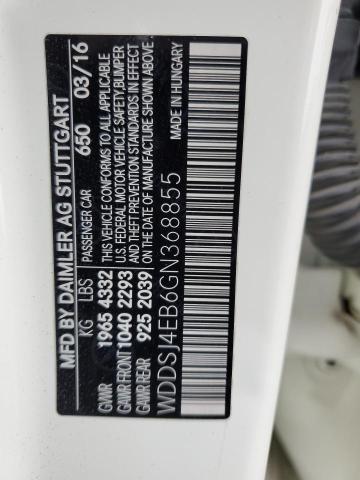 MFD BY DAIMLER AG STUTTGART
PASSENGER CAR 650 03/16
KG LBS
GVWR 1965 4332
GAWR FRONT 1040 2293
GAWR REAR 925 2039
THIS VEHICLE CONFORMS TO ALL APPLICABLE
U.S. FEDERAL MOTOR VEHICLE SAFETY, BUMPER
AND THEFT PREVENTION STANDARDS IN EFFECT
ON THE DATE OF MANUFACTURE SHOWN ABOVE
MADE IN HUNGARY
WDDSJ4EB6GN368855